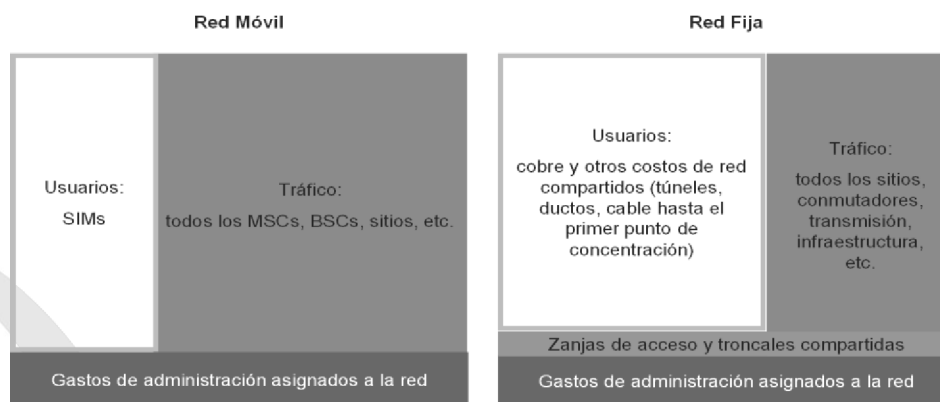 Red Móvil
Usuarios:
SIMs
Tráfico:
todos los MSCs, BSCs, sitios, etc.
Gastos de administración asignados a la red
Red Fija
Usuarios:
cobre y otros costos de red
compartidos (túneles,
ductos, cable hasta el
primer punto de
concentración)
Tráfico:
todos los sitios,
conmutadores,
transmisión,
infraestructura,
etc.
Zanjas de acceso y troncales compartidas
Gastos de administración asignados a la red